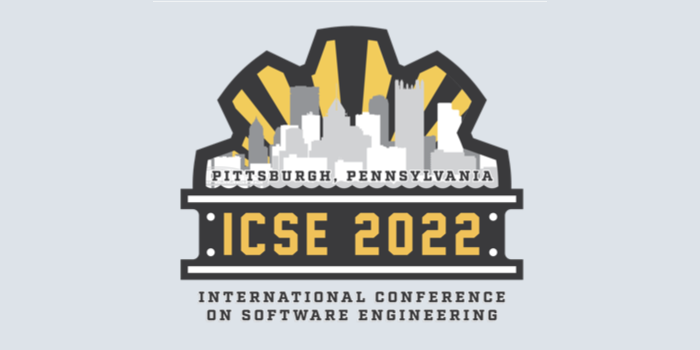 PITTSBURGH, PENNSYLVANIA
ICSE 2022
INTERNATIONAL CONFERENCE
ON SOFTWARE ENGINEERING